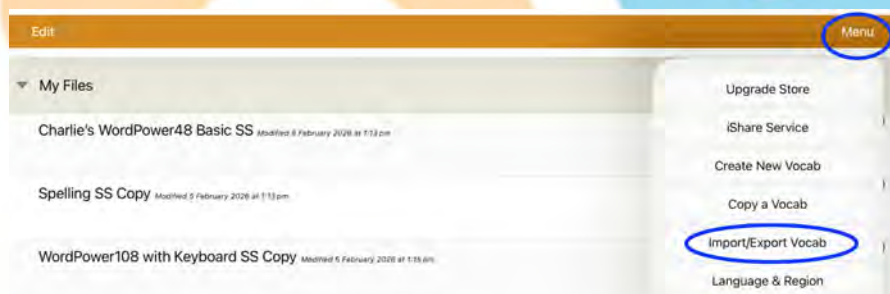 Edit Menu
My Files
Upgrade Store
Charlie's WordPower48 Basic SS Modified 6 February 2026 at 1:13 pm
iShare Service
Create New Vocab
Spelling SS Copy Modified 5 February 2026 at 1:13 pm
Copy a Vocab
Import/Export Vocab
WordPower108 with Keyboard SS Copy Modified 5 February 2026 at 1:15 pm
Language & Region